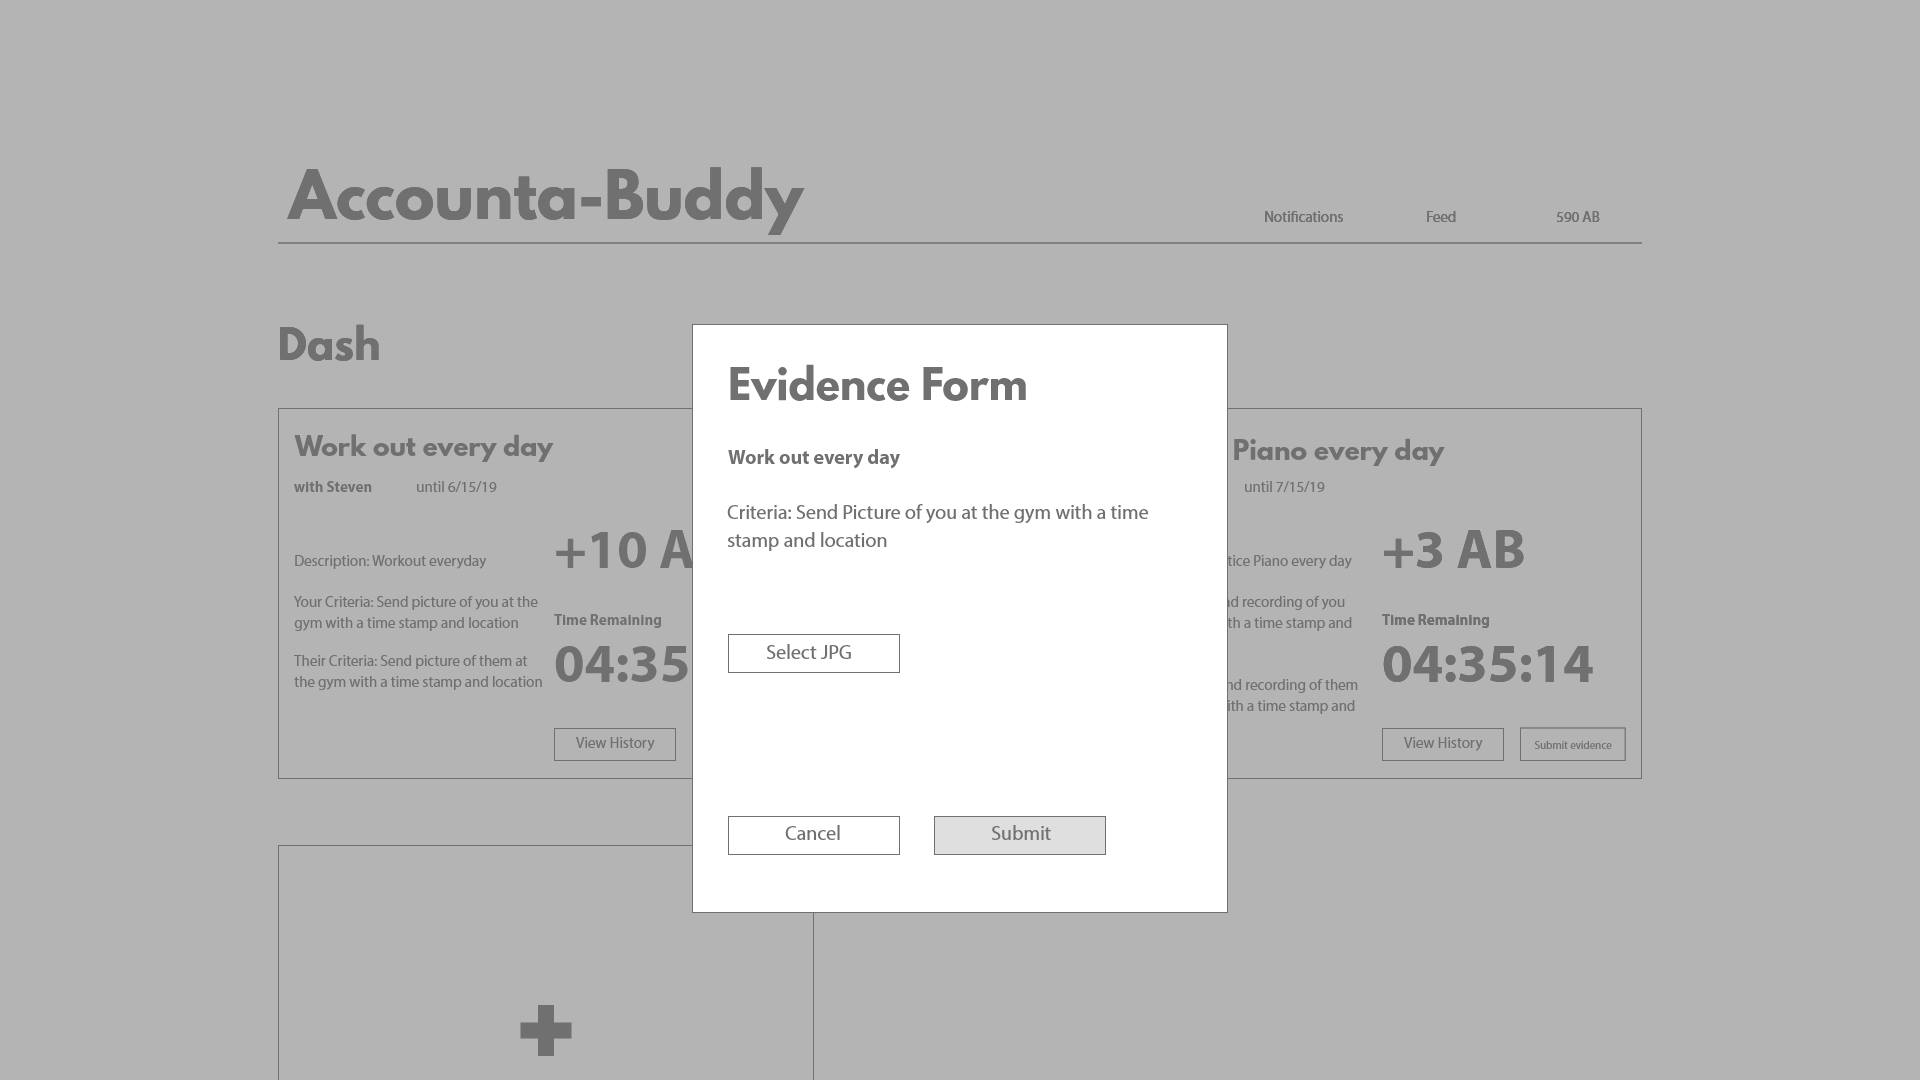 Accounta-Buddy
Notifications
Feed
590 AB
Dash
Work out every day
with Steven
until 6/15/19
Description: Workout everyday
Your Criteria: Send picture of you at the
gym with a time stamp and location
Their Criteria: Send picture of them at
the gym with a time stamp and location
+10 A
Time Remaining
04:35
View History
Evidence Form
Work out every day
Criteria: Send Picture of you at the gym with a time
stamp and location
Select JPG
Cancel
Submit
Piano every day
until 7/15/19
Piano every day
recording of you
a time stamp and
recording of them
with a time stamp and
+3 AB
Time Remaining
04:35:14
View History
Submit evidence
+